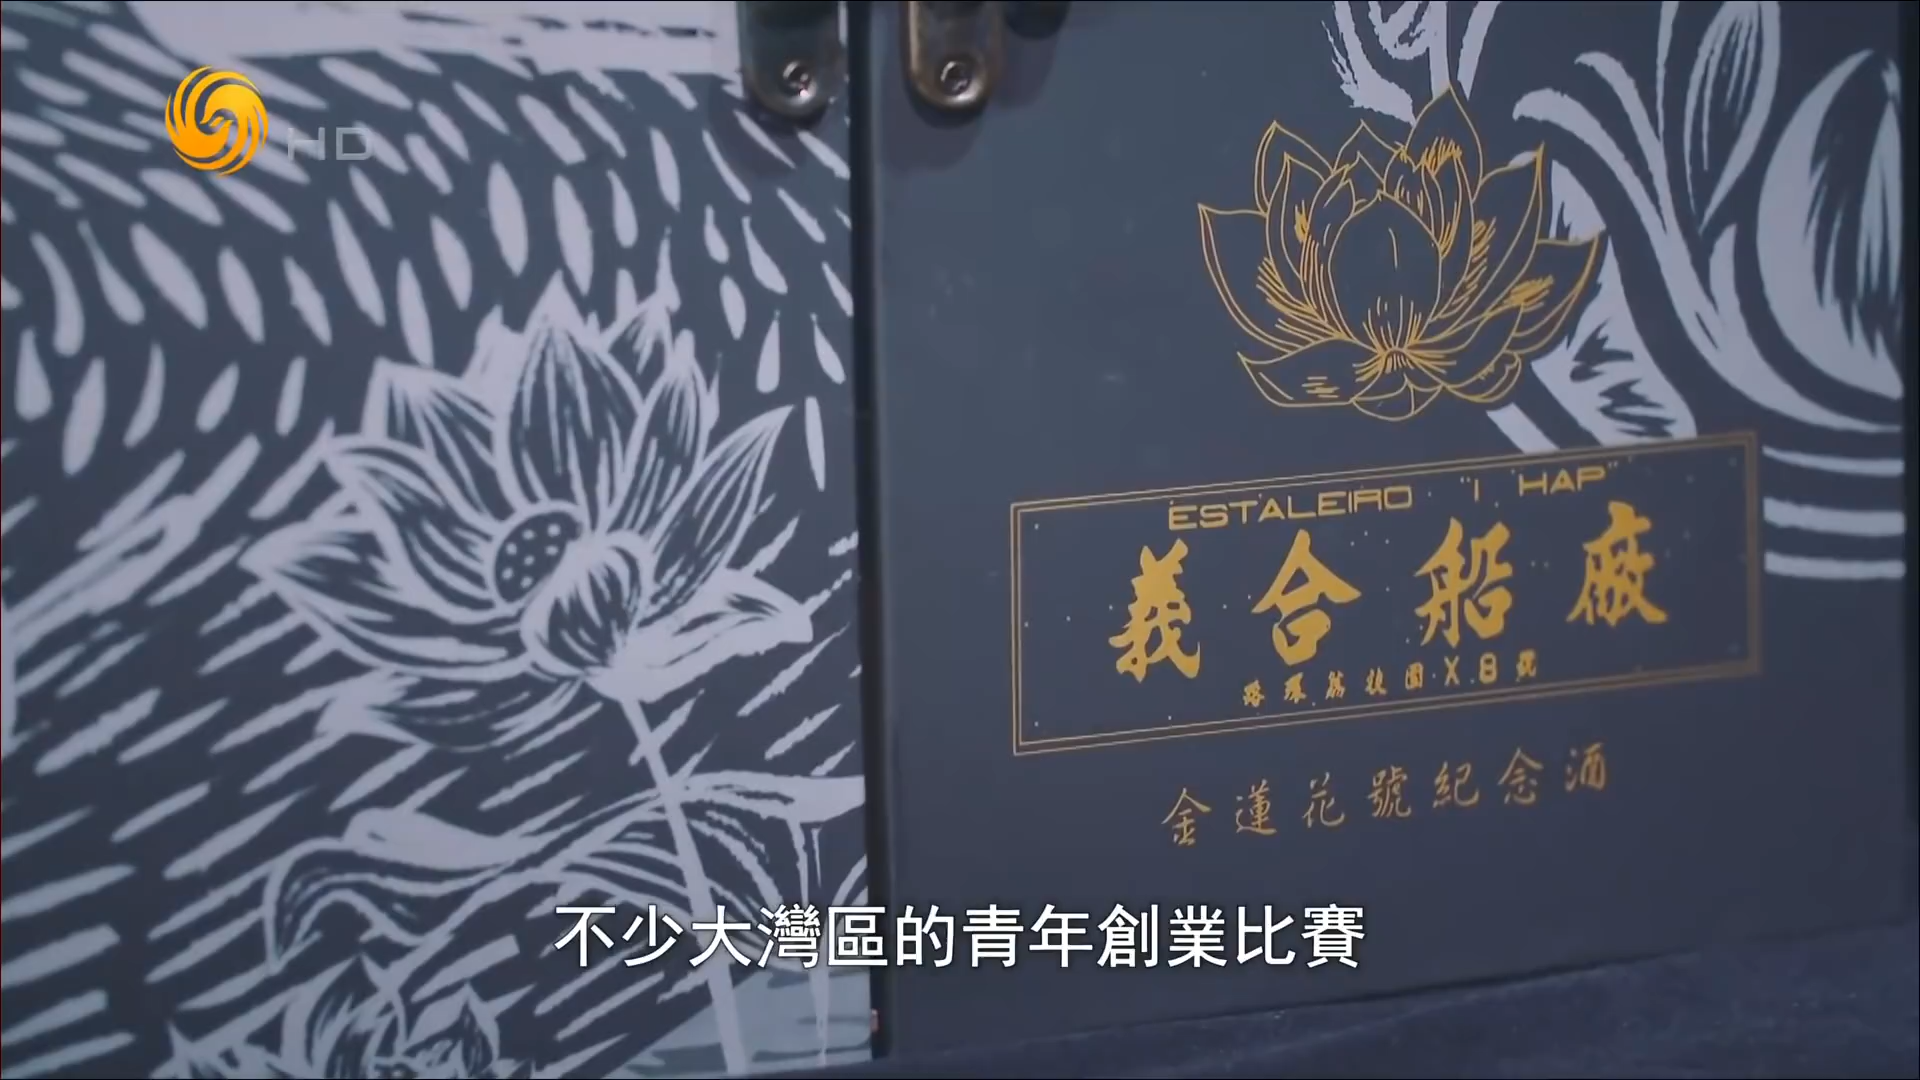 HD
ESTALEIRO "I HAP"
義合船廠
路環荔枝園X.8號
金蓮花號紀念酒
不少大灣區的青年創業比賽